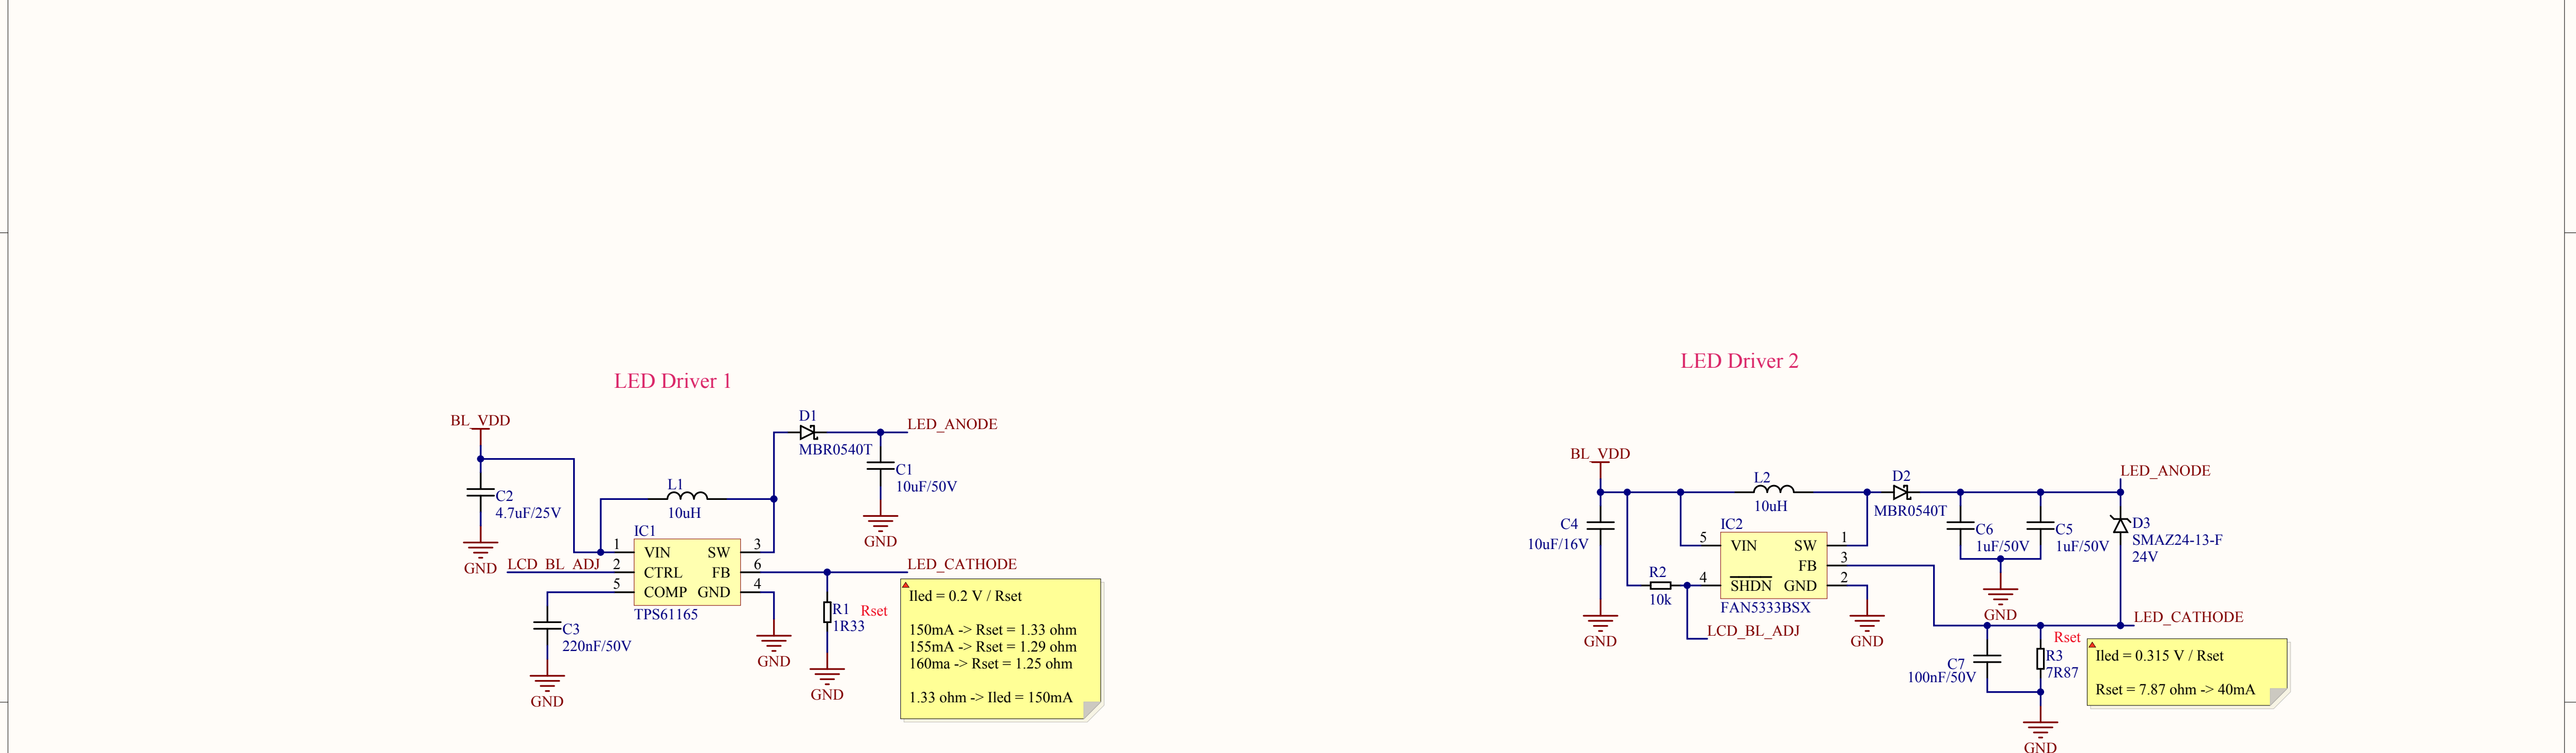 LED Driver 1
BL_VDD
C2
4.7uF/25V
GND
LCD_BL_ADJ
L1
10uH
IC1
1 VIN SW 3
2 CTRL FB 6
5 COMP GND 4
TPS61165
C3
220nF/50V
GND
D1
MBR0540T
LED_ANODE
C1
10uF/50V
GND
LED_CATHODE
R1 Rset
1R33
GND
GND
Iled = 0.2 V / Rset
150mA -> Rset = 1.33 ohm
155mA -> Rset = 1.29 ohm
160ma -> Rset = 1.25 ohm
1.33 ohm -> Iled = 150mA
LED Driver 2
BL_VDD
C4
10uF/16V
GND
R2
10k
L2
10uH
IC2
5 VIN SW 1
FB 3
4 SHDN GND 2
FAN5333BSX
LCD_BL_ADJ
GND
D2
MBR0540T
C6
1uF/50V
C5
1uF/50V
GND
LED_ANODE
D3
SMAZ24-13-F
24V
LED_CATHODE
C7
100nF/50V
Rset
R3
7R87
GND
Iled = 0.315 V / Rset
Rset = 7.87 ohm -> 40mA